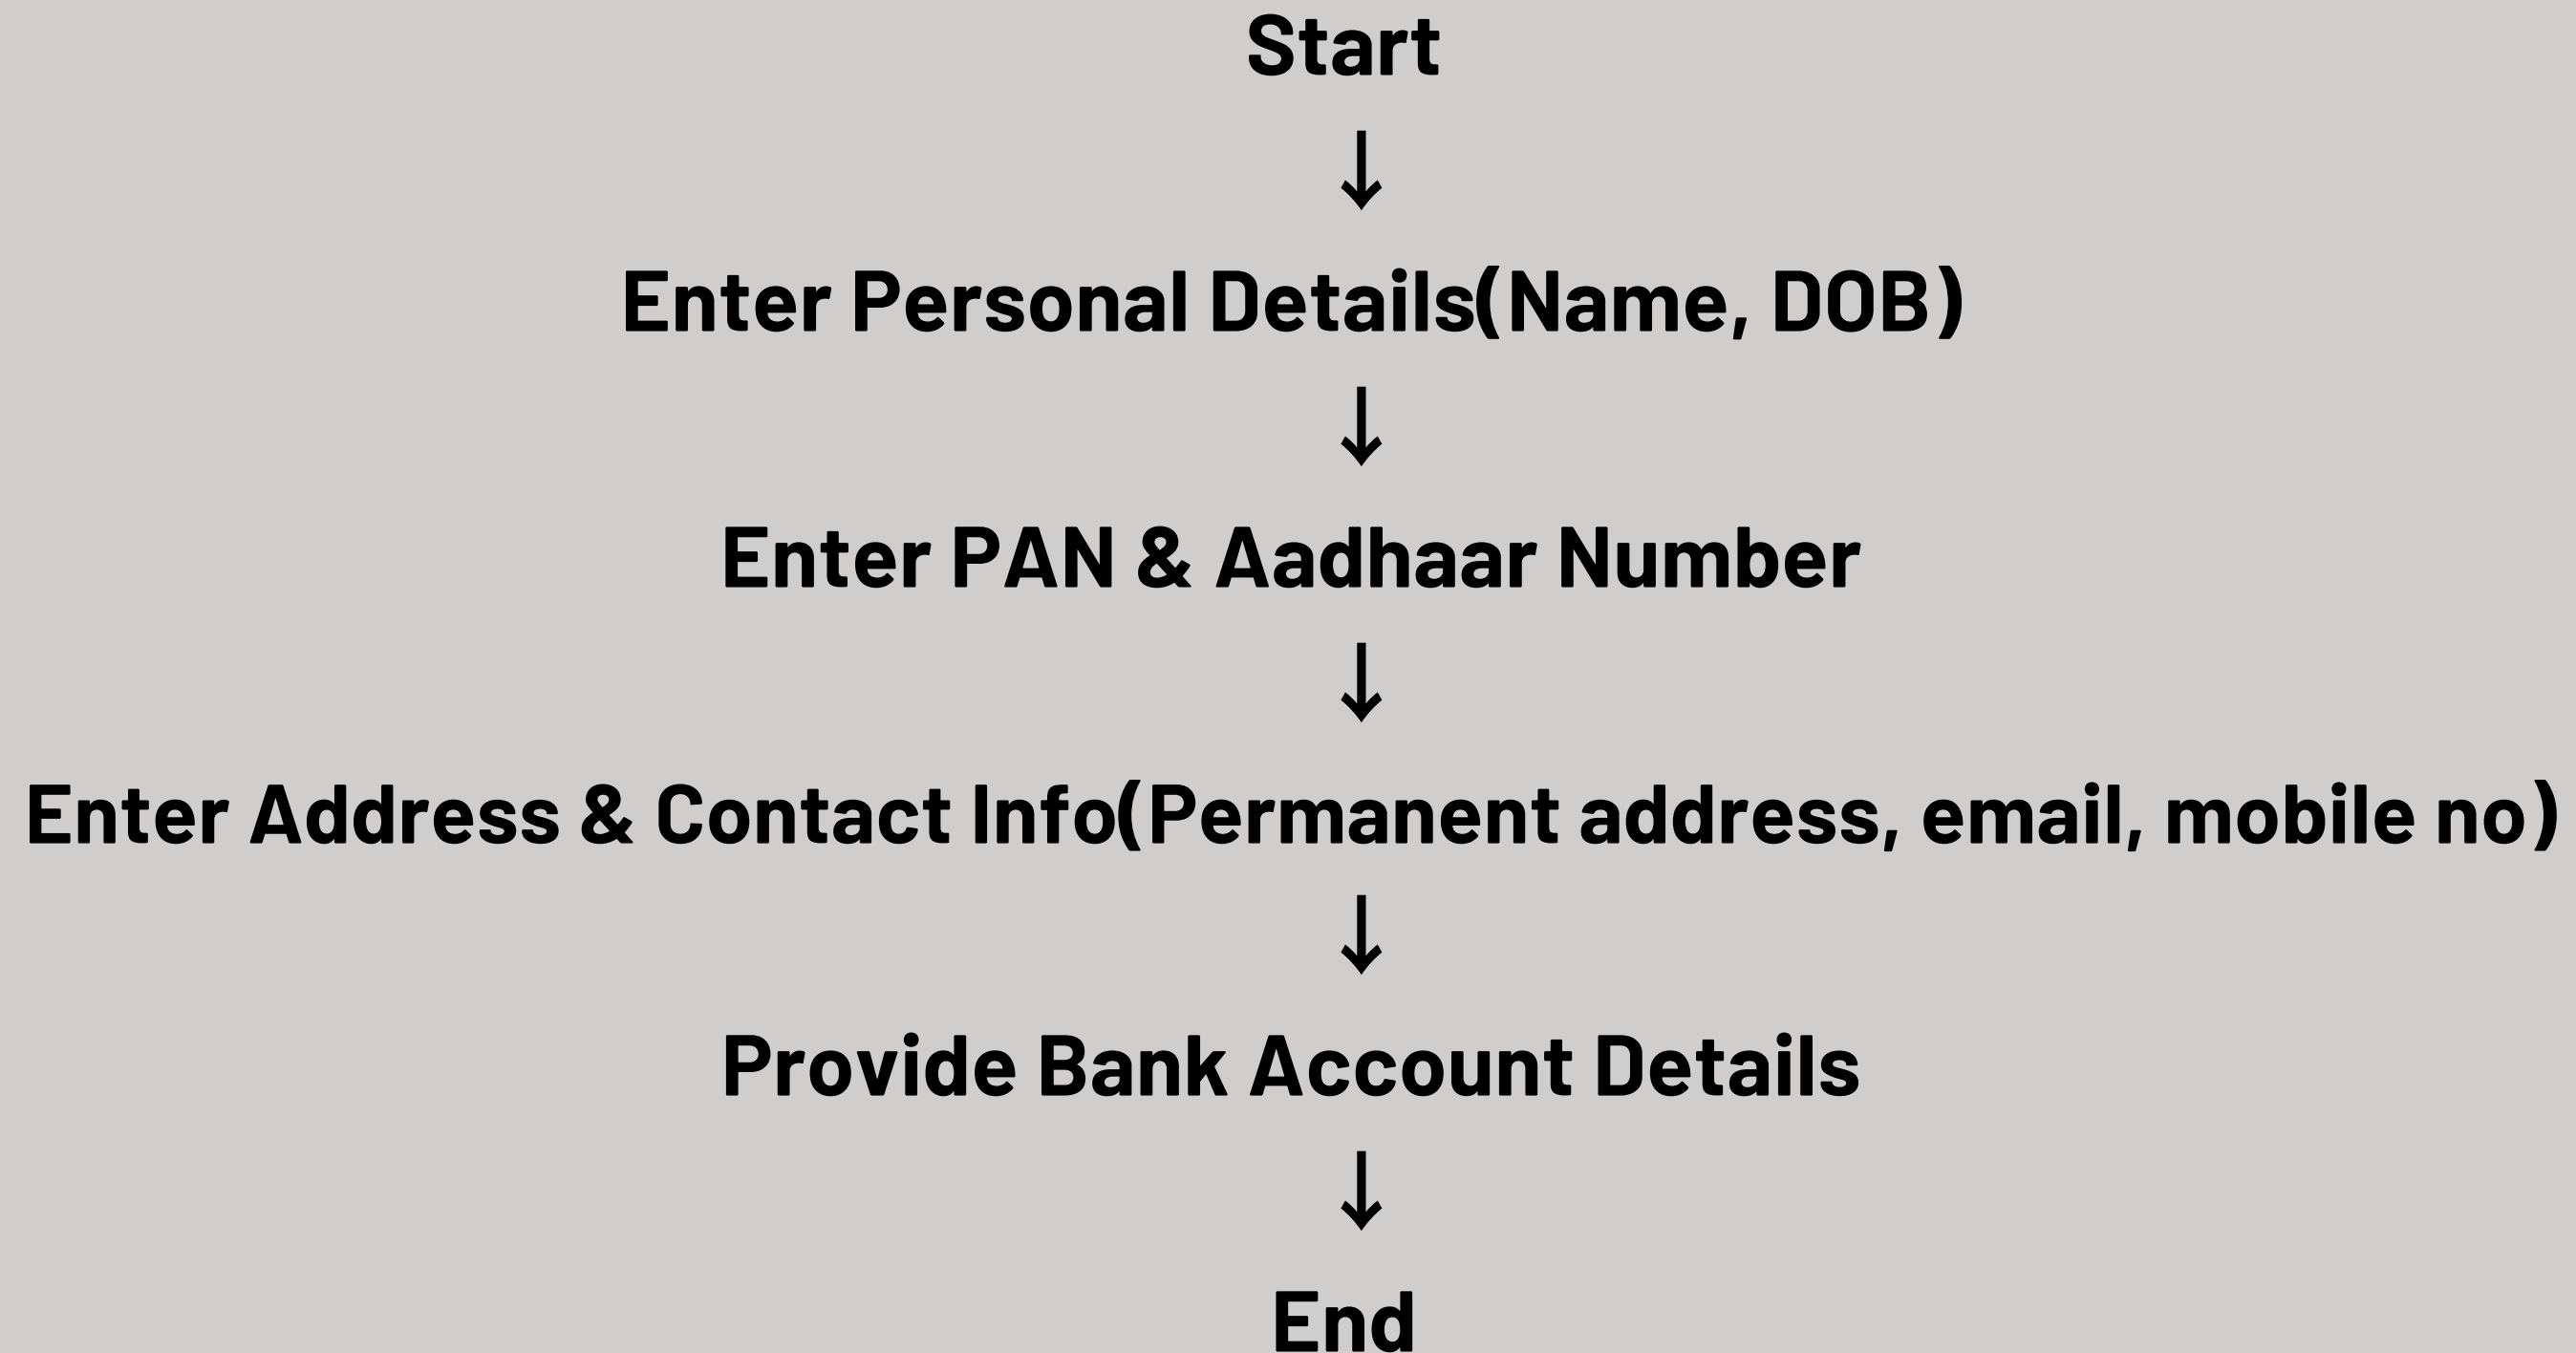 Start
↓
Enter Personal Details(Name, DOB)
↓
Enter PAN & Aadhaar Number
↓
Enter Address & Contact Info(Permanent address, email, mobile no)
↓
Provide Bank Account Details
↓
End